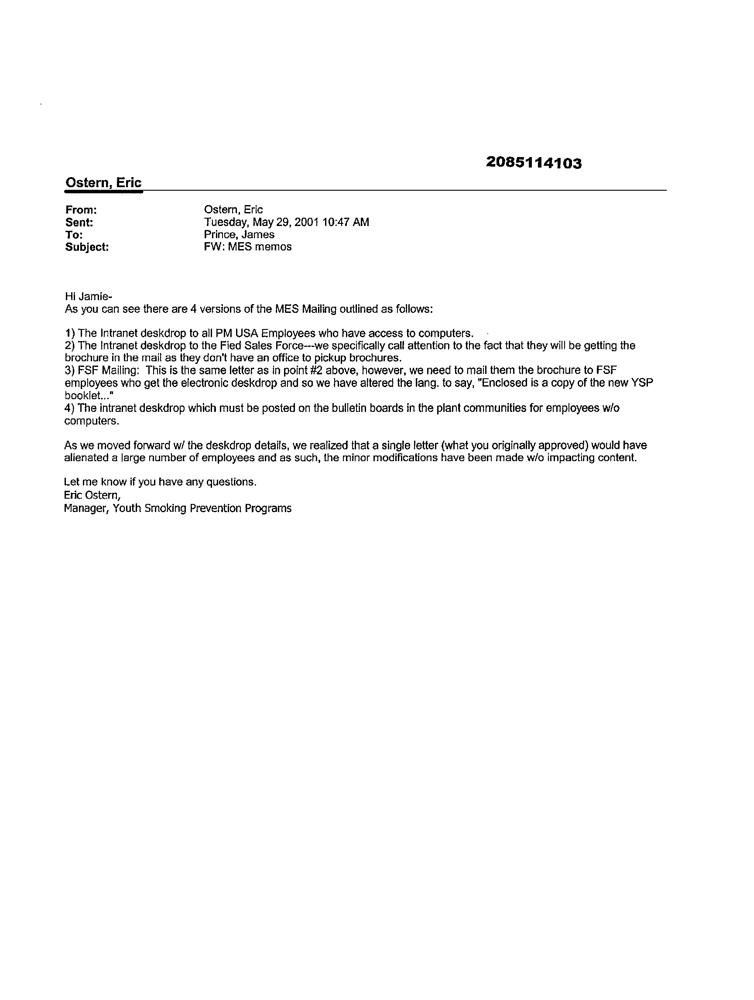 2085114103
Ostern, Eric
From: Ostern, Eric
Sent: Tuesday, May 29, 2001 10:47 AM
To: Prince, James
Subject: FW: MES memos
Hi Jamie-
As you can see there are 4 versions of the MES Mailing outlined as follows:
1) The Intranet deskdrop to all PM USA Employees who have access to computers.
2) The Intranet deskdrop to the Fied Sales Force---we specifically call attention to the fact that they will be getting the
brochure in the mail as they don't have an office to pickup brochures.
3) FSF Mailing: This is the same letter as in point #2 above, however, we need to mail them the brochure to FSF
employees who get the electronic deskdrop and so we have altered the lang. to say, "Enclosed is a copy of the new YSP
booklet..."
4) The intranet deskdrop which must be posted on the bulletin boards in the plant communities for employees w/o
computers.
As we moved forward w/ the deskdrop details, we realized that a single letter (what you originally approved) would have
alienated a large number of employees and as such, the minor modifications have been made w/o impacting content.
Let me know if you have any questions.
Eric Ostern,
Manager, Youth Smoking Prevention Programs